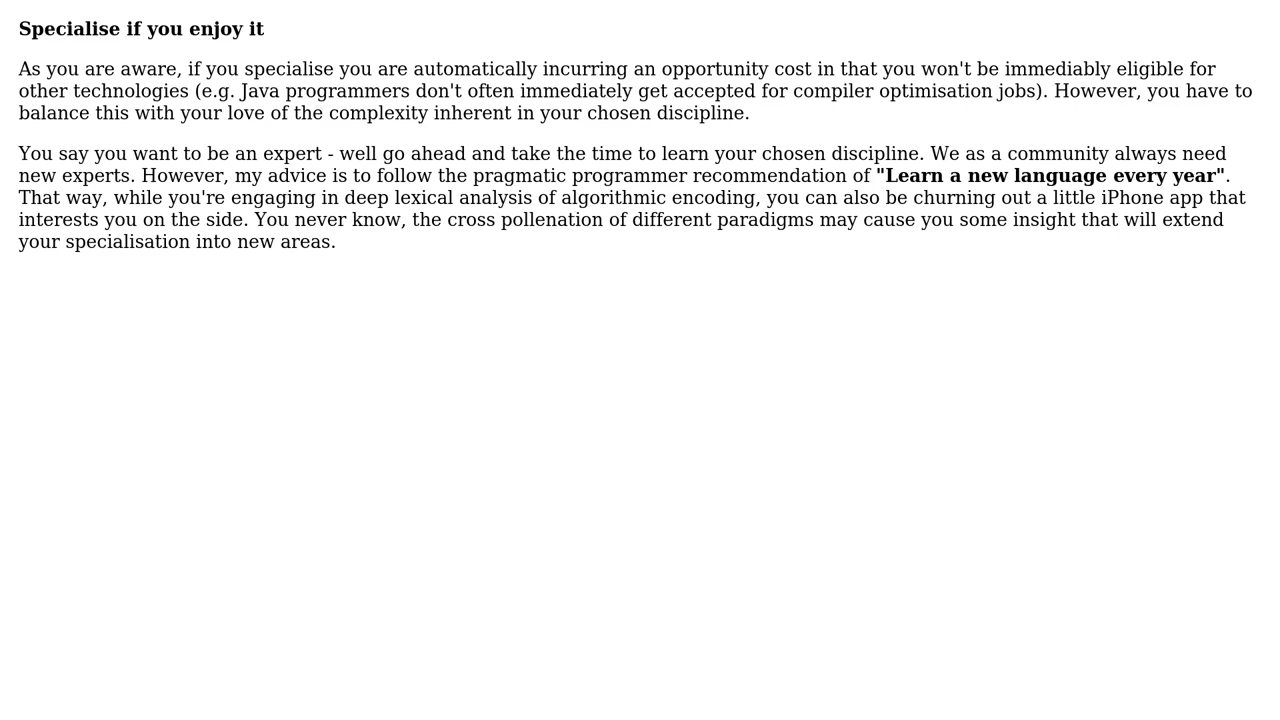 Specialise if you enjoy it
As you are aware, if you specialise you are automatically incurring an opportunity cost in that you won't be immediably eligible for
other technologies (e.g. Java programmers don't often immediately get accepted for compiler optimisation jobs). However, you have to
balance this with your love of the complexity inherent in your chosen discipline.
You say you want to be an expert - well go ahead and take the time to learn your chosen discipline. We as a community always need
new experts. However, my advice is to follow the pragmatic programmer recommendation of "Learn a new language every year".
That way, while you're engaging in deep lexical analysis of algorithmic encoding, you can also be churning out a little iPhone app that
interests you on the side. You never know, the cross pollenation of different paradigms may cause you some insight that will extend
your specialisation into new areas.